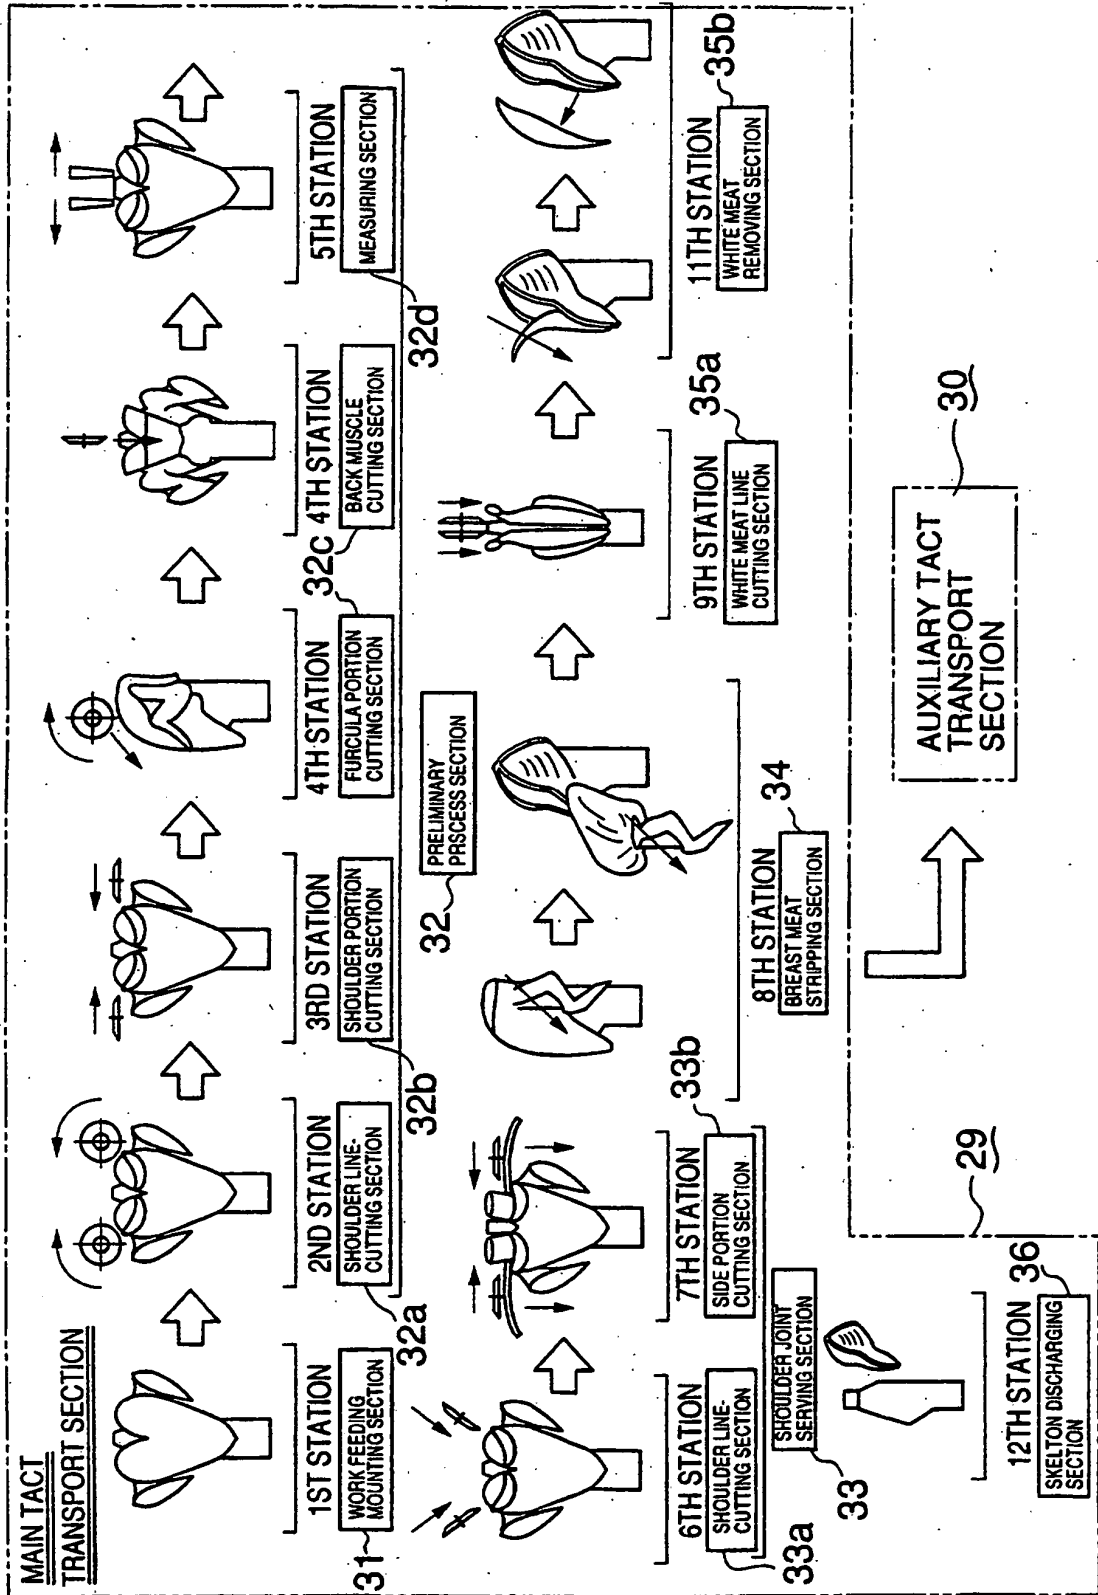 MAIN TACT
TRANSPORT SECTION
1ST STATION
WORK FEEDING
MOUNTING SECTION
31
2ND STATION
SHOULDER LINE-
CUTTING SECTION
32a
3RD STATION
SHOULDER PORTION
CUTTING SECTION
32b
4TH STATION
FURCULA PORTION
CUTTING SECTION
32c
4TH STATION
BACK MUSCLE
CUTTING SECTION
5TH STATION
MEASURING SECTION
32d
PRELIMINARY
PRSCESS SECTION
32
6TH STATION
SHOULDER LINE-
CUTTING SECTION
33a
7TH STATION
SIDE PORTION
CUTTING SECTION
33b
SHOULDER JOINT
SERVING SECTION
33
8TH STATION
BREAST MEAT
STRIPPING SECTION
34
9TH STATION
WHITE MEAT LINE
CUTTING SECTION
35a
11TH STATION
WHITE MEAT
REMOVING SECTION
35b
12TH STATION
SKELTON DISCHARGING
SECTION
36
29
AUXILIARY TACT
TRANSPORT
SECTION
30